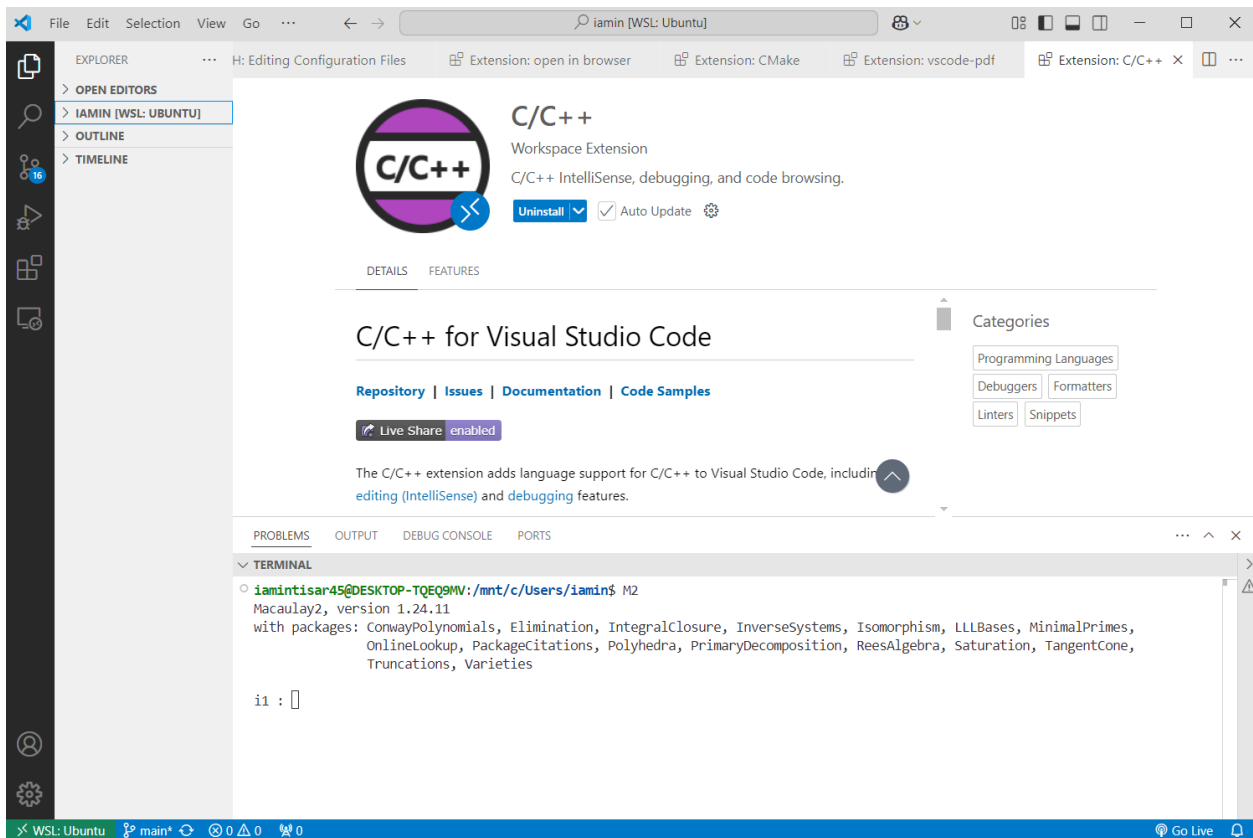 File Edit Selection View Go ··· iamin [WSL: Ubuntu]
EXPLORER ···
H: Editing Configuration Files Extension: open in browser Extension: CMake Extension: vscode-pdf Extension: C/C++ ···
OPEN EDITORS
IAMIN [WSL: UBUNTU]
OUTLINE
TIMELINE
16
C/C++
C/C++
Workspace Extension
C/C++ IntelliSense, debugging, and code browsing.
Uninstall Auto Update
DETAILS FEATURES
C/C++ for Visual Studio Code
Repository | Issues | Documentation | Code Samples
Live Share enabled
The C/C++ extension adds language support for C/C++ to Visual Studio Code, including
editing (IntelliSense) and debugging features.
Categories
Programming Languages
Debuggers Formatters
Linters Snippets
PROBLEMS OUTPUT DEBUG CONSOLE PORTS ···
TERMINAL
iamintisar45@DESKTOP-TQEQ9MV:/mnt/c/Users/iamin$ M2
Macaulay2, version 1.24.11
with packages: ConwayPolynomials, Elimination, IntegralClosure, InverseSystems, Isomorphism, LLLBases, MinimalPrimes,
OnlineLookup, PackageCitations, Polyhedra, PrimaryDecomposition, ReesAlgebra, Saturation, TangentCone,
Truncations, Varieties
i1 :
WSL: Ubuntu main* 0 0 0 Go Live